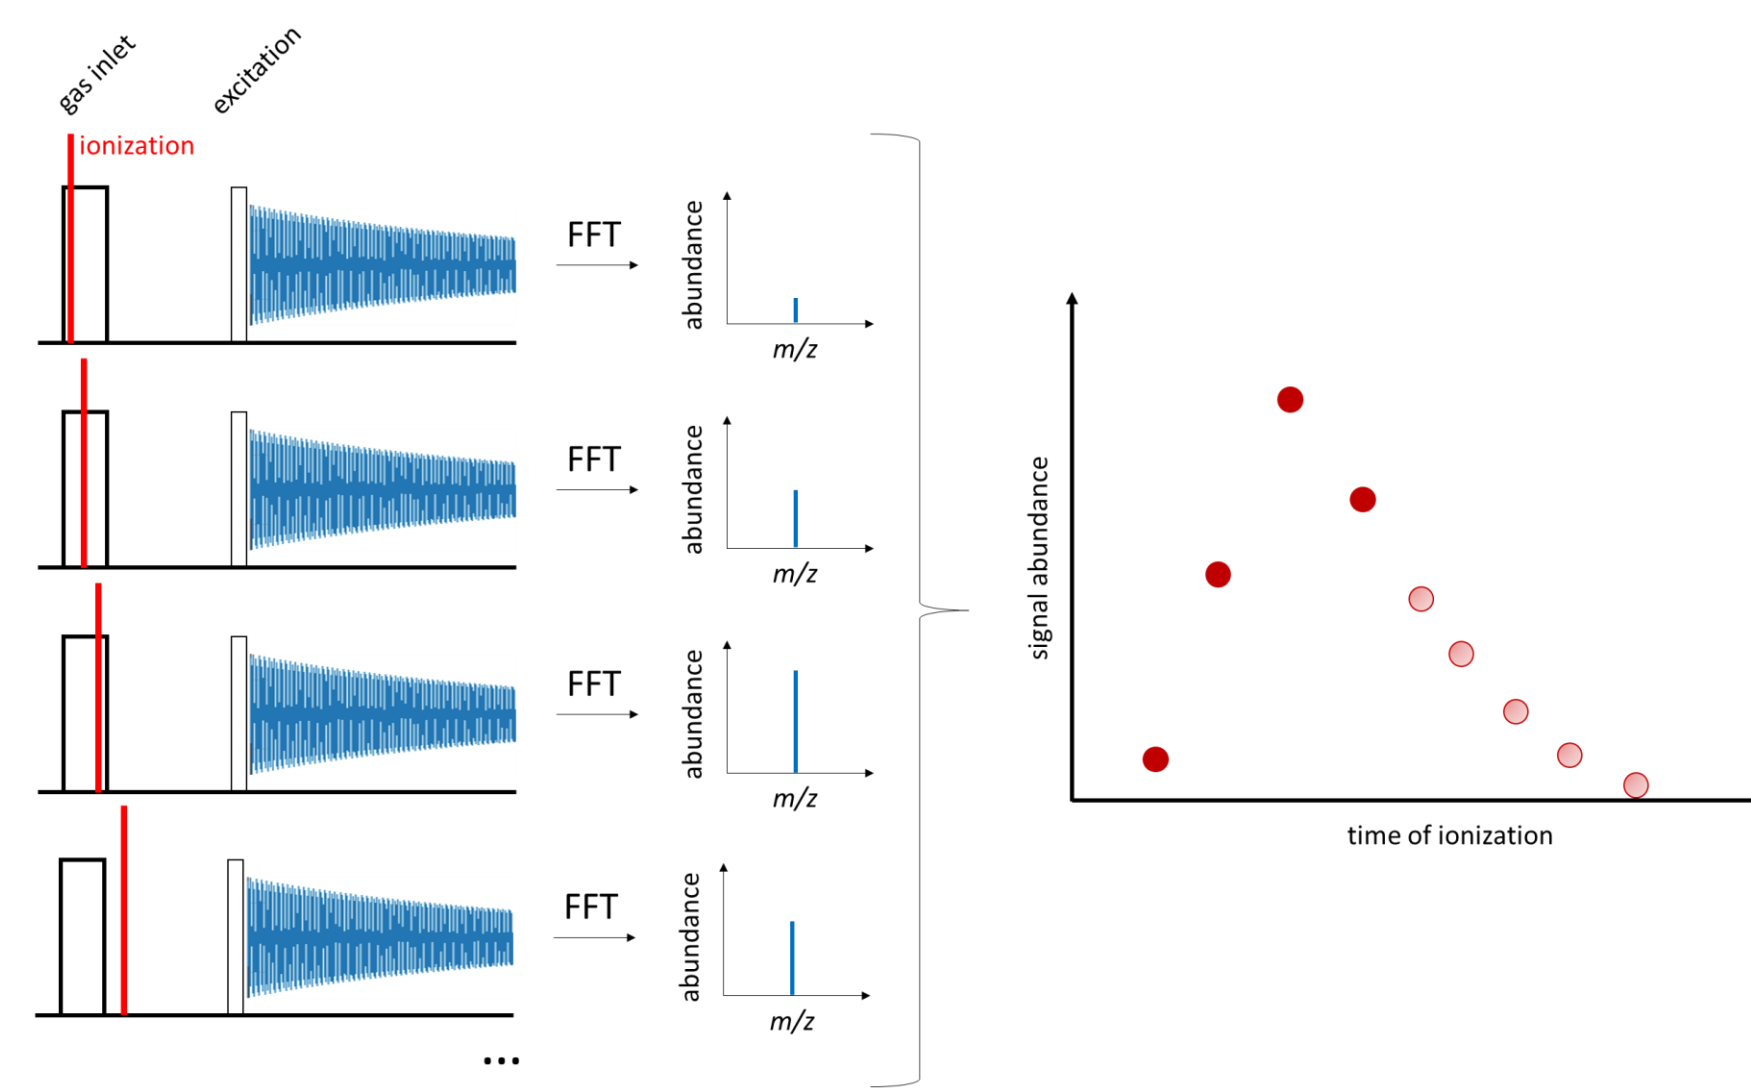 gas inlet
excitation
ionization
FFT
abundance
m/z
FFT
abundance
m/z
FFT
abundance
m/z
FFT
abundance
m/z
...
signal abundance
time of ionization